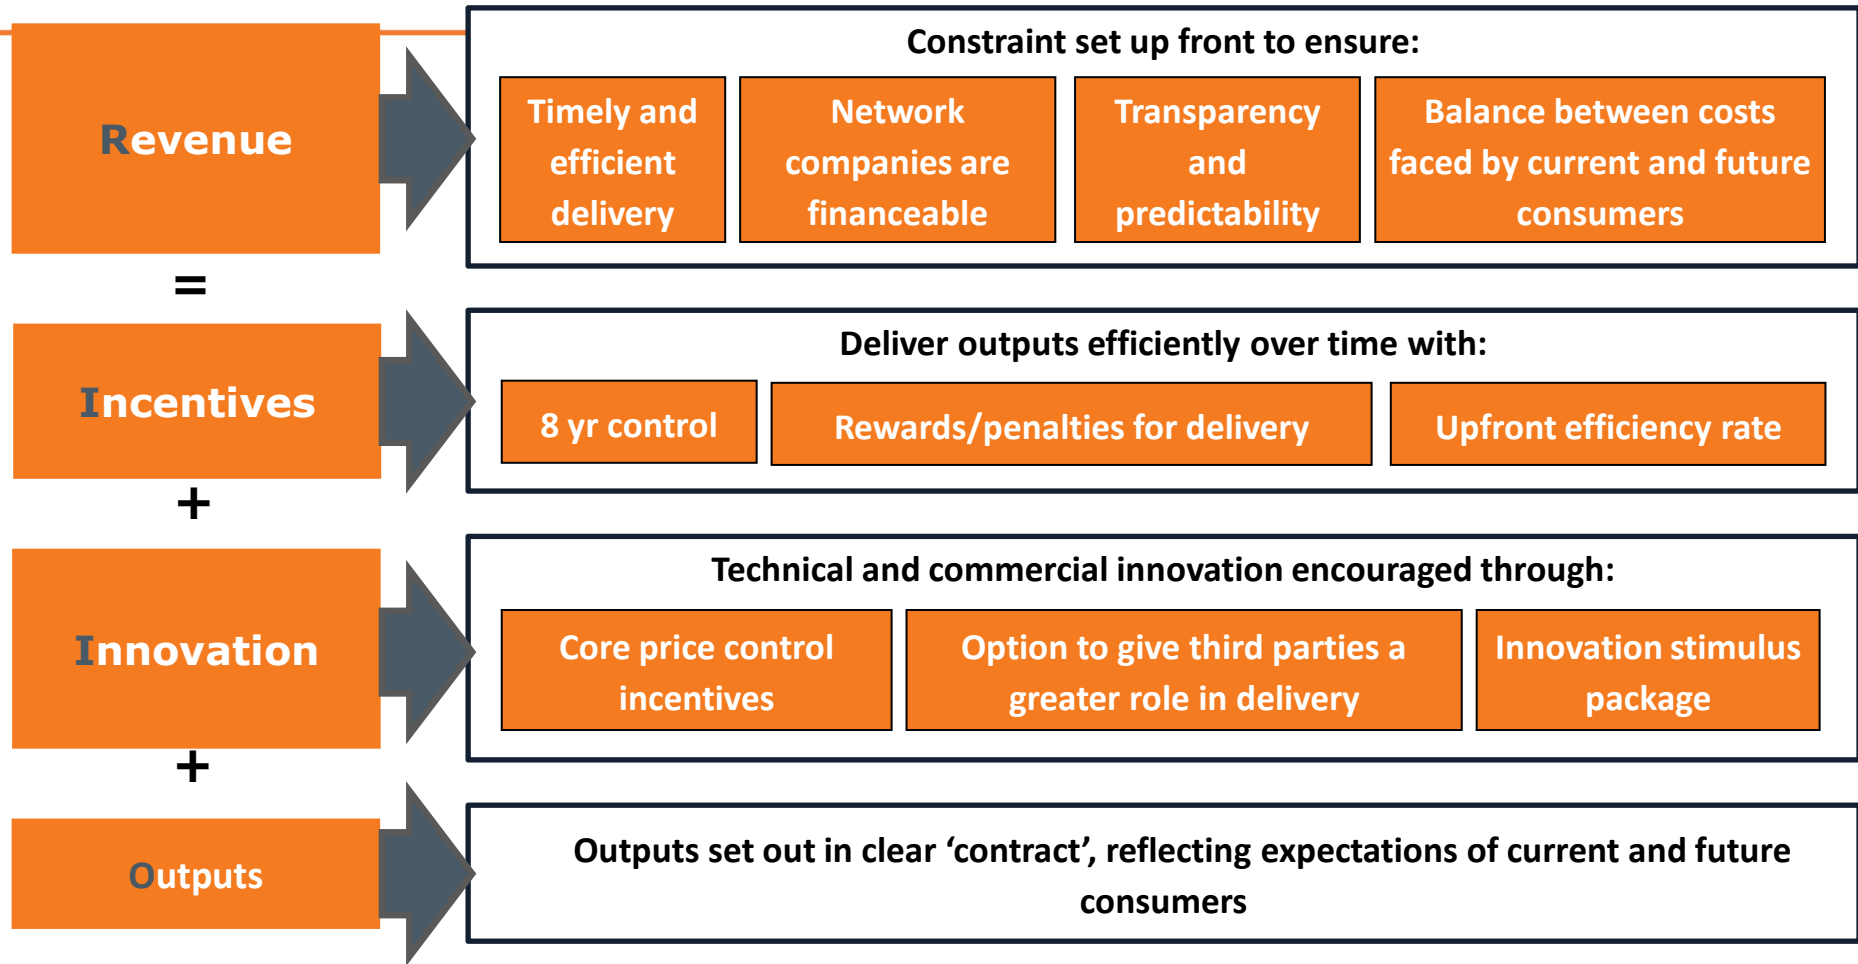 Revenue
Constraint set up front to ensure:
Timely and
efficient
delivery
Network
companies are
financeable
Transparency
and
predictability
Balance between costs
faced by current and future
consumers
=
Incentives
Deliver outputs efficiently over time with:
8 yr control
Rewards/penalties for delivery
Upfront efficiency rate
+
Innovation
Technical and commercial innovation encouraged through:
Core price control
incentives
Option to give third parties a
greater role in delivery
Innovation stimulus
package
+
Outputs
Outputs set out in clear ‘contract’, reflecting expectations of current and future
consumers